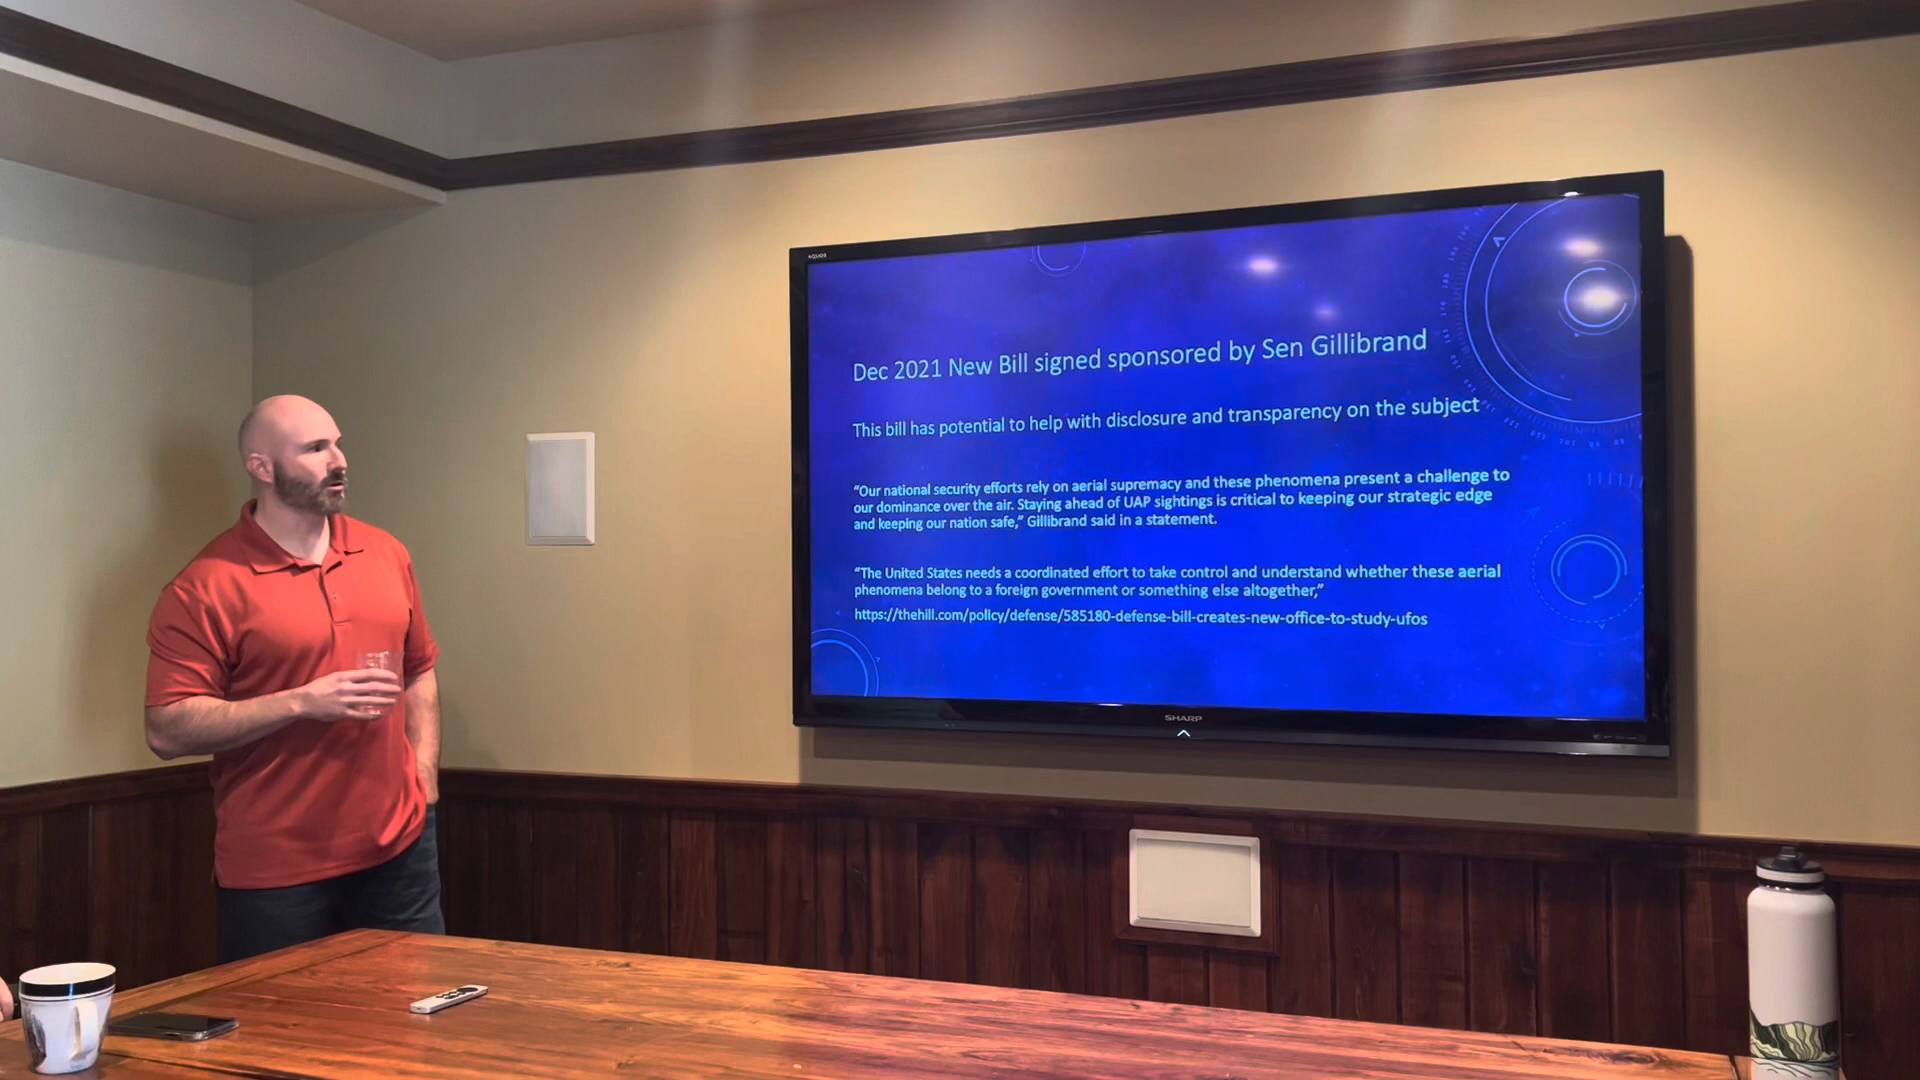 AQUOS
Dec 2021 New Bill signed sponsored by Sen Gillibrand
This bill has potential to help with disclosure and transparency on the subject
“Our national security efforts rely on aerial supremacy and these phenomena present a challenge to
our dominance over the air. Staying ahead of UAP sightings is critical to keeping our strategic edge
and keeping our nation safe,” Gillibrand said in a statement.
“The United States needs a coordinated effort to take control and understand whether these aerial
phenomena belong to a foreign government or something else altogether,”
https://thehill.com/policy/defense/585180-defense-bill-creates-new-office-to-study-ufos
SHARP